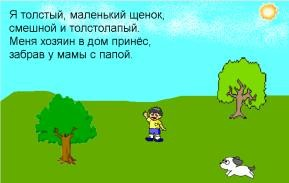 Я толстый, маленький щенок,
смешной и толстолапый.
Меня хозяин в дом принёс,
забрав у мамы с папой.